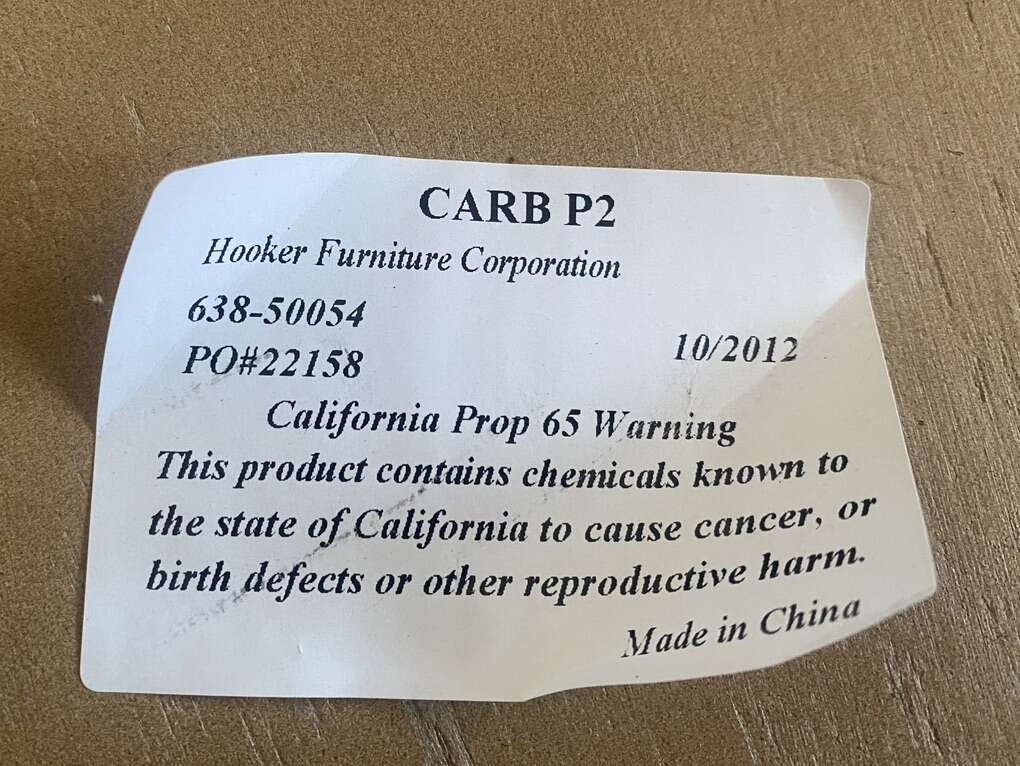 CARB P2
Hooker Furniture Corporation
638-50054
PO#22158 10/2012
California Prop 65 Warning
This product contains chemicals known to
the state of California to cause cancer, or
birth defects or other reproductive harm.
Made in China